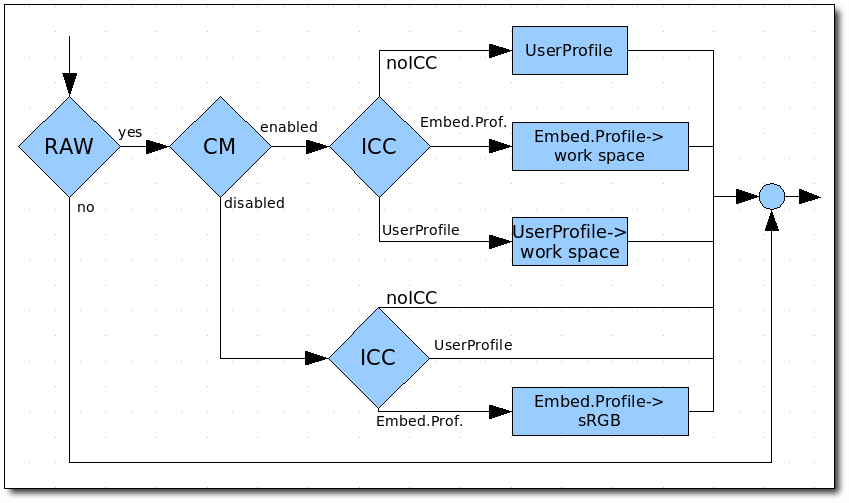 noICC
UserProfile
RAW
yes
CM
enabled
ICC
Embed.Prof.
Embed.Profile->
work space
no
disabled
UserProfile
UserProfile->
work space
noICC
ICC
UserProfile
Embed.Prof.
Embed.Profile->
sRGB